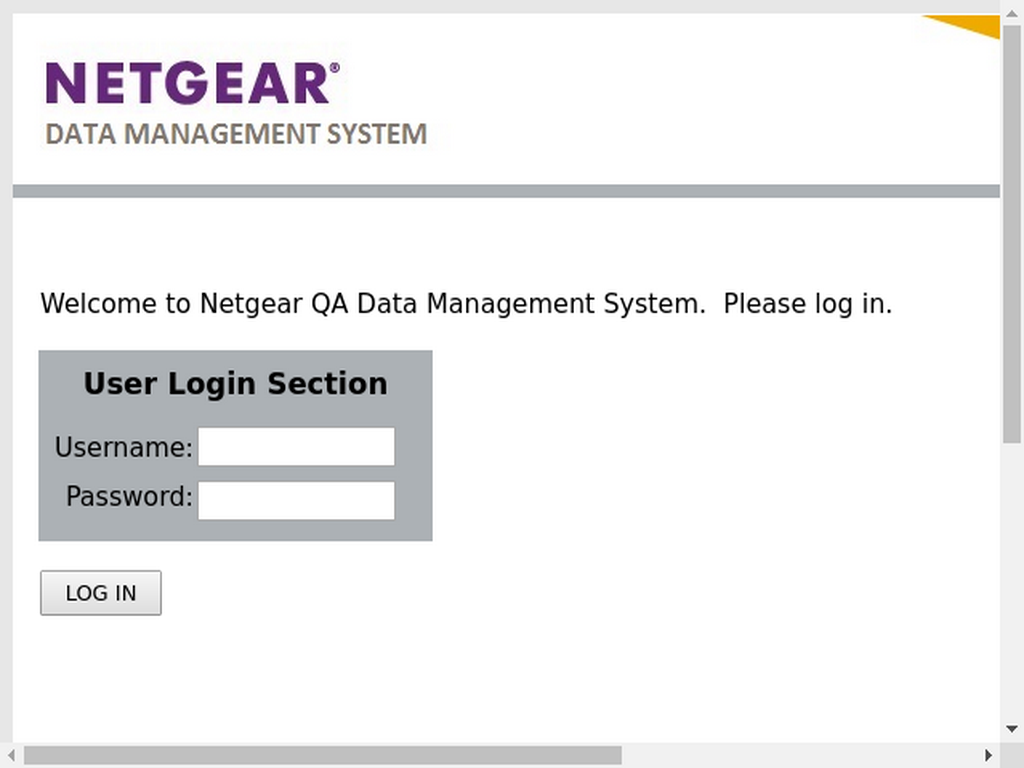 NETGEAR®
DATA MANAGEMENT SYSTEM
Welcome to Netgear QA Data Management System.  Please log in.
User Login Section
Username:
Password:
LOG IN